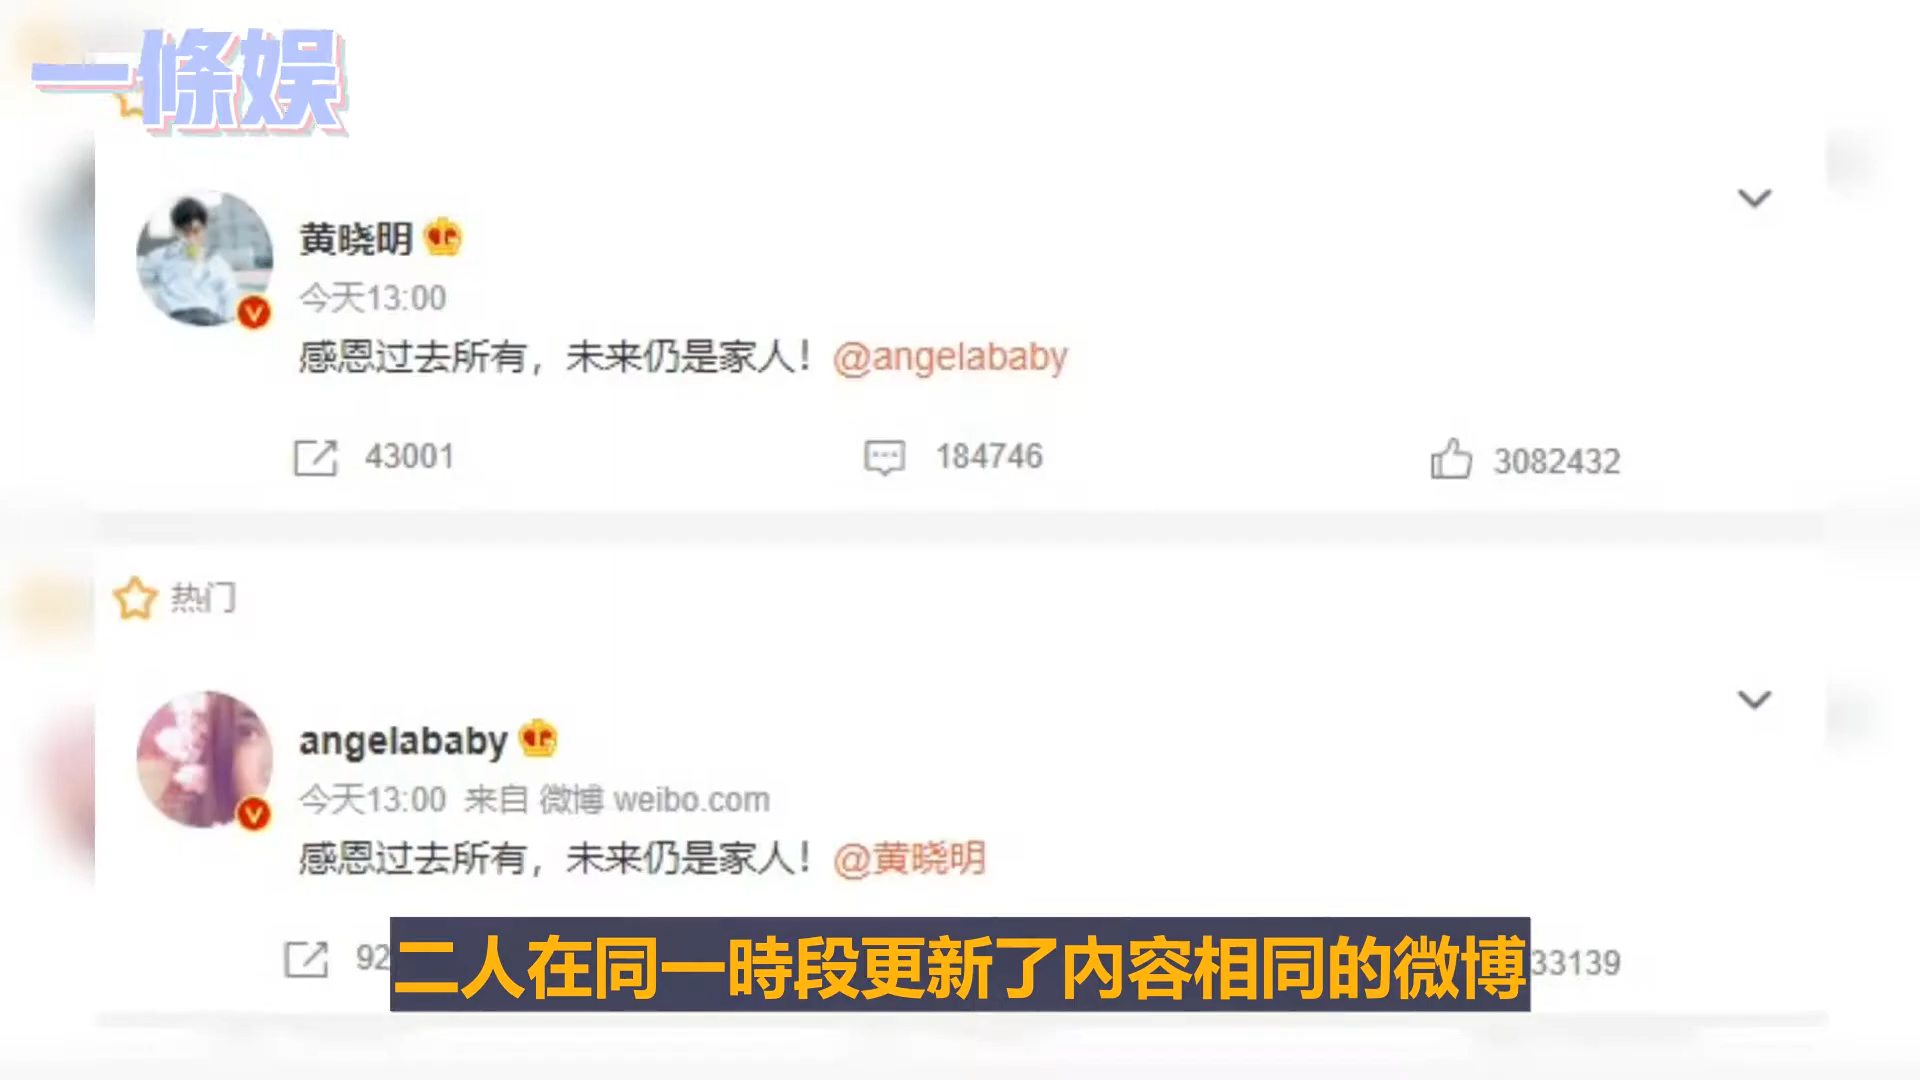 一條娱
黄晓明
今天13:00
感恩过去所有，未来仍是家人！@angelababy
43001 184746 3082432
热门
angelababy
今天13:00 来自 微博 weibo.com
感恩过去所有，未来仍是家人！@黄晓明
92 33139
二人在同一時段更新了內容相同的微博